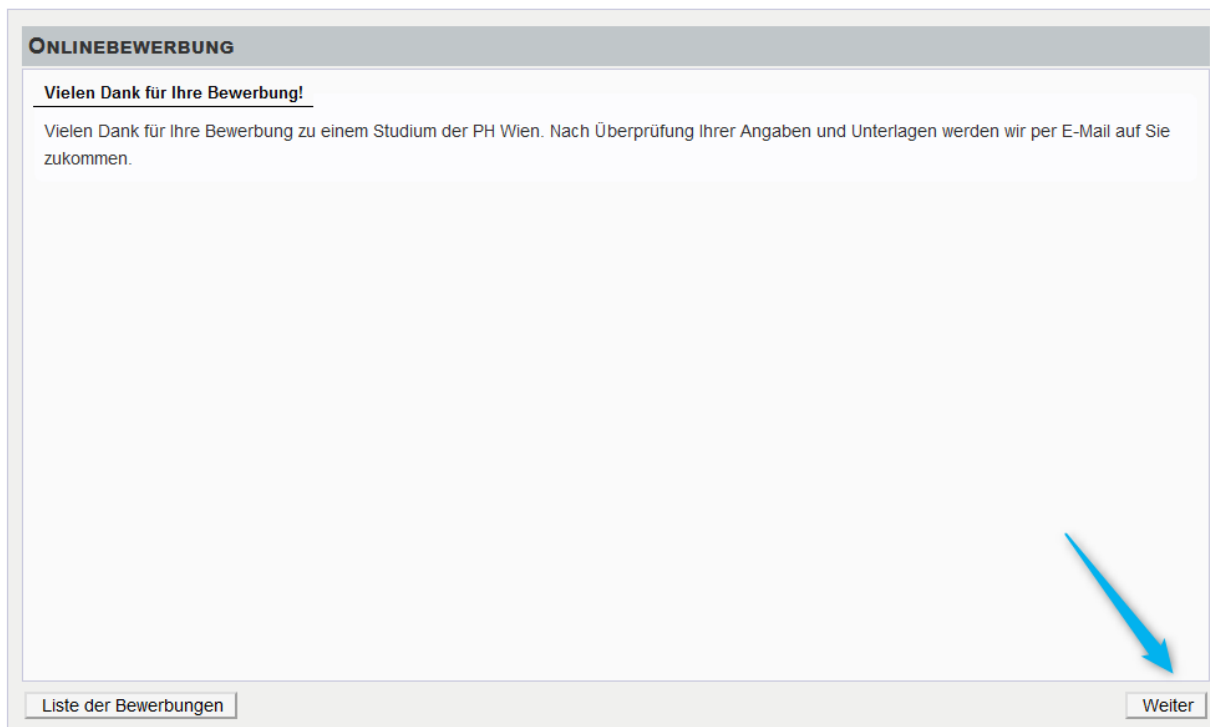 ONLINEBEWERBUNG
Vielen Dank für Ihre Bewerbung!
Vielen Dank für Ihre Bewerbung zu einem Studium der PH Wien. Nach Überprüfung Ihrer Angaben und Unterlagen werden wir per E-Mail auf Sie
zukommen.
Liste der Bewerbungen
Weiter